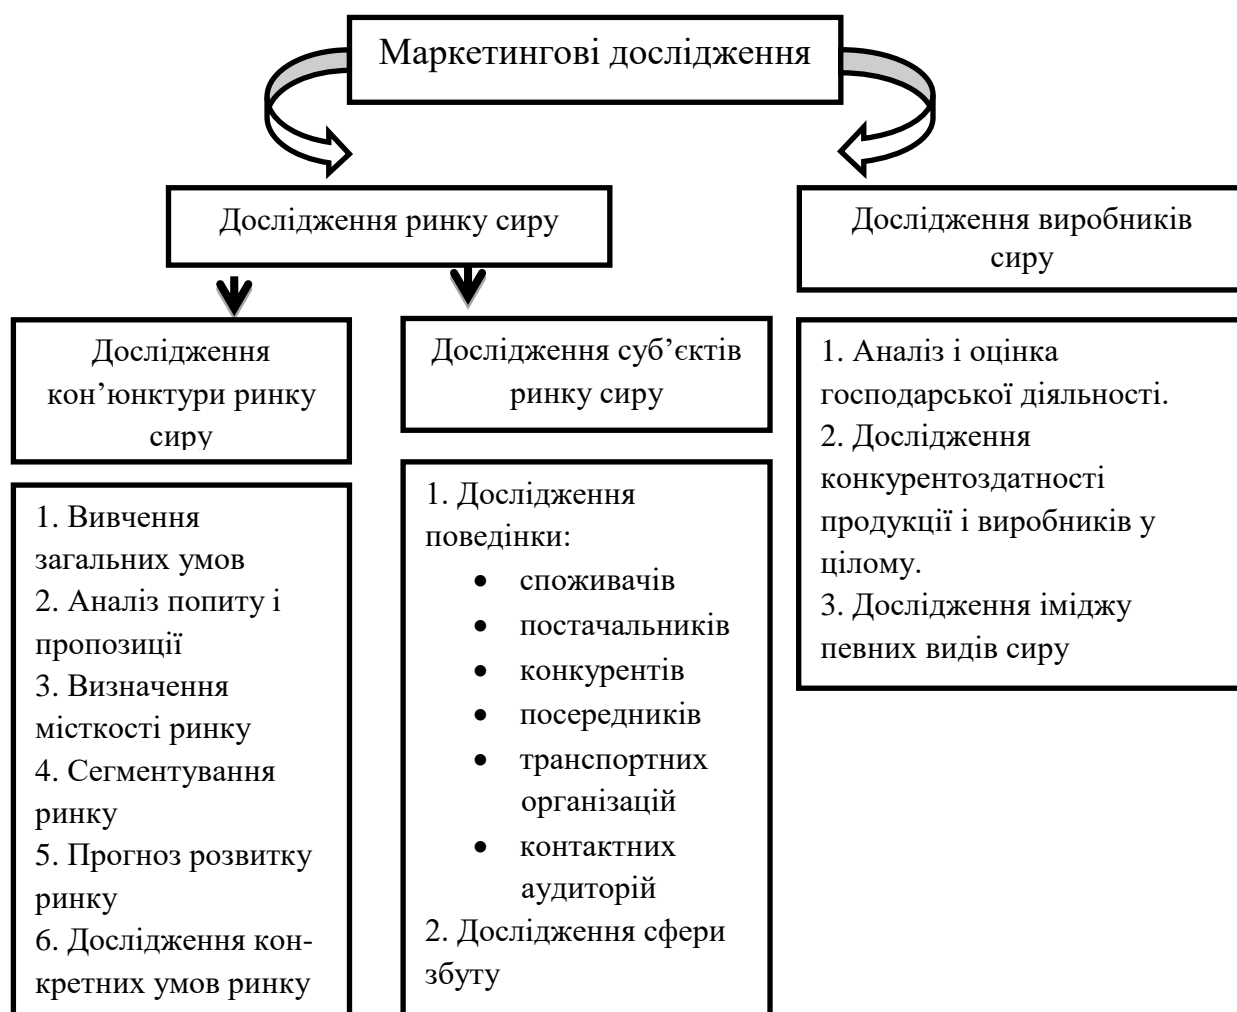 Маркетингові дослідження
Дослідження ринку сиру
Дослідження виробників
сиру
Дослідження
кон’юнктури ринку
сиру
Дослідження суб’єктів
ринку сиру
1. Аналіз і оцінка
господарської діяльності.
2. Дослідження
конкурентоздатності
продукції і виробників у
цілому.
3. Дослідження іміджу
певних видів сиру
1. Вивчення
загальних умов
2. Аналіз попиту і
пропозиції
3. Визначення
місткості ринку
4. Сегментування
ринку
5. Прогноз розвитку
ринку
6. Дослідження кон-
кретних умов ринку
1. Дослідження
поведінки:
• споживачів
• постачальників
• конкурентів
• посередників
• транспортних
організацій
• контактних
аудиторій
2. Дослідження сфери
збуту